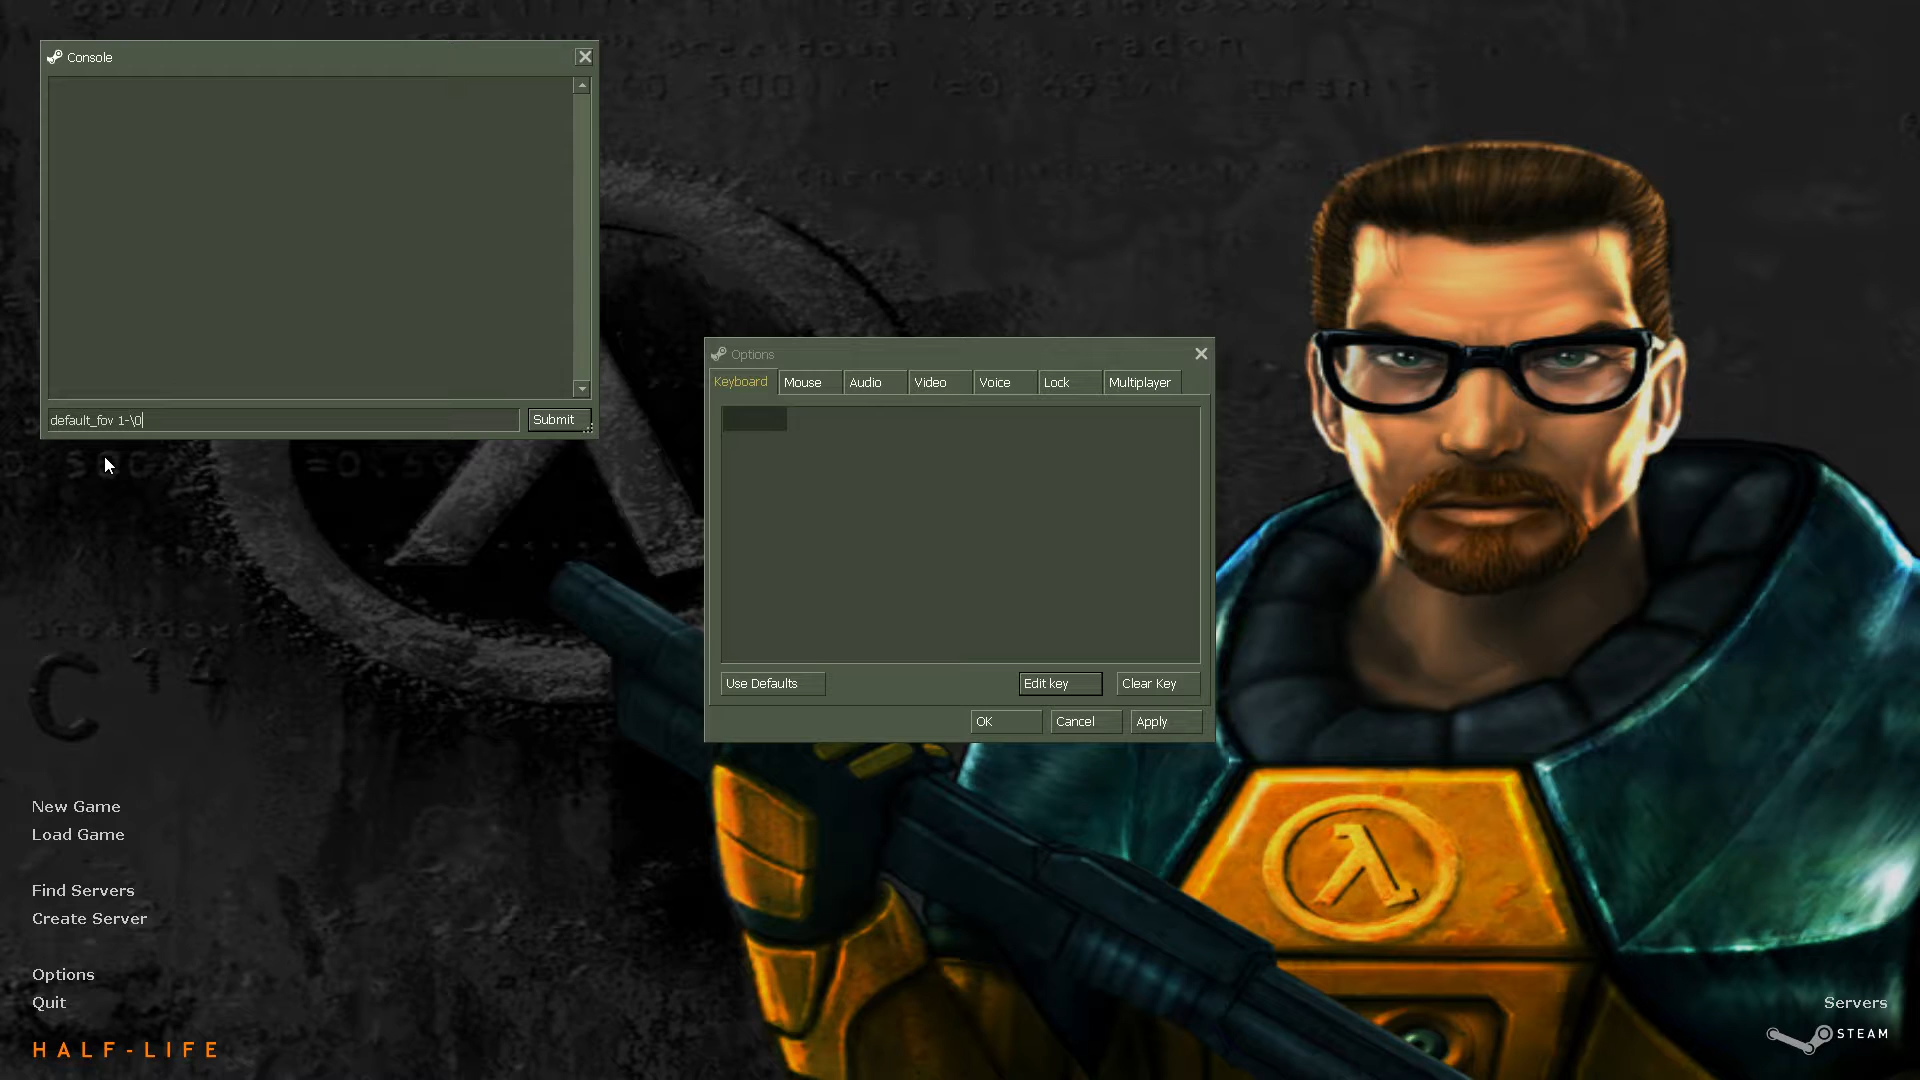 Console
default_fov 1-\0
Submit
Options
Keyboard
Mouse
Audio
Video
Voice
Lock
Multiplayer
Use Defaults
Edit key
Clear Key
OK
Cancel
Apply
New Game
Load Game
Find Servers
Create Server
Options
Quit
HALF-LIFE
Servers
STEAM